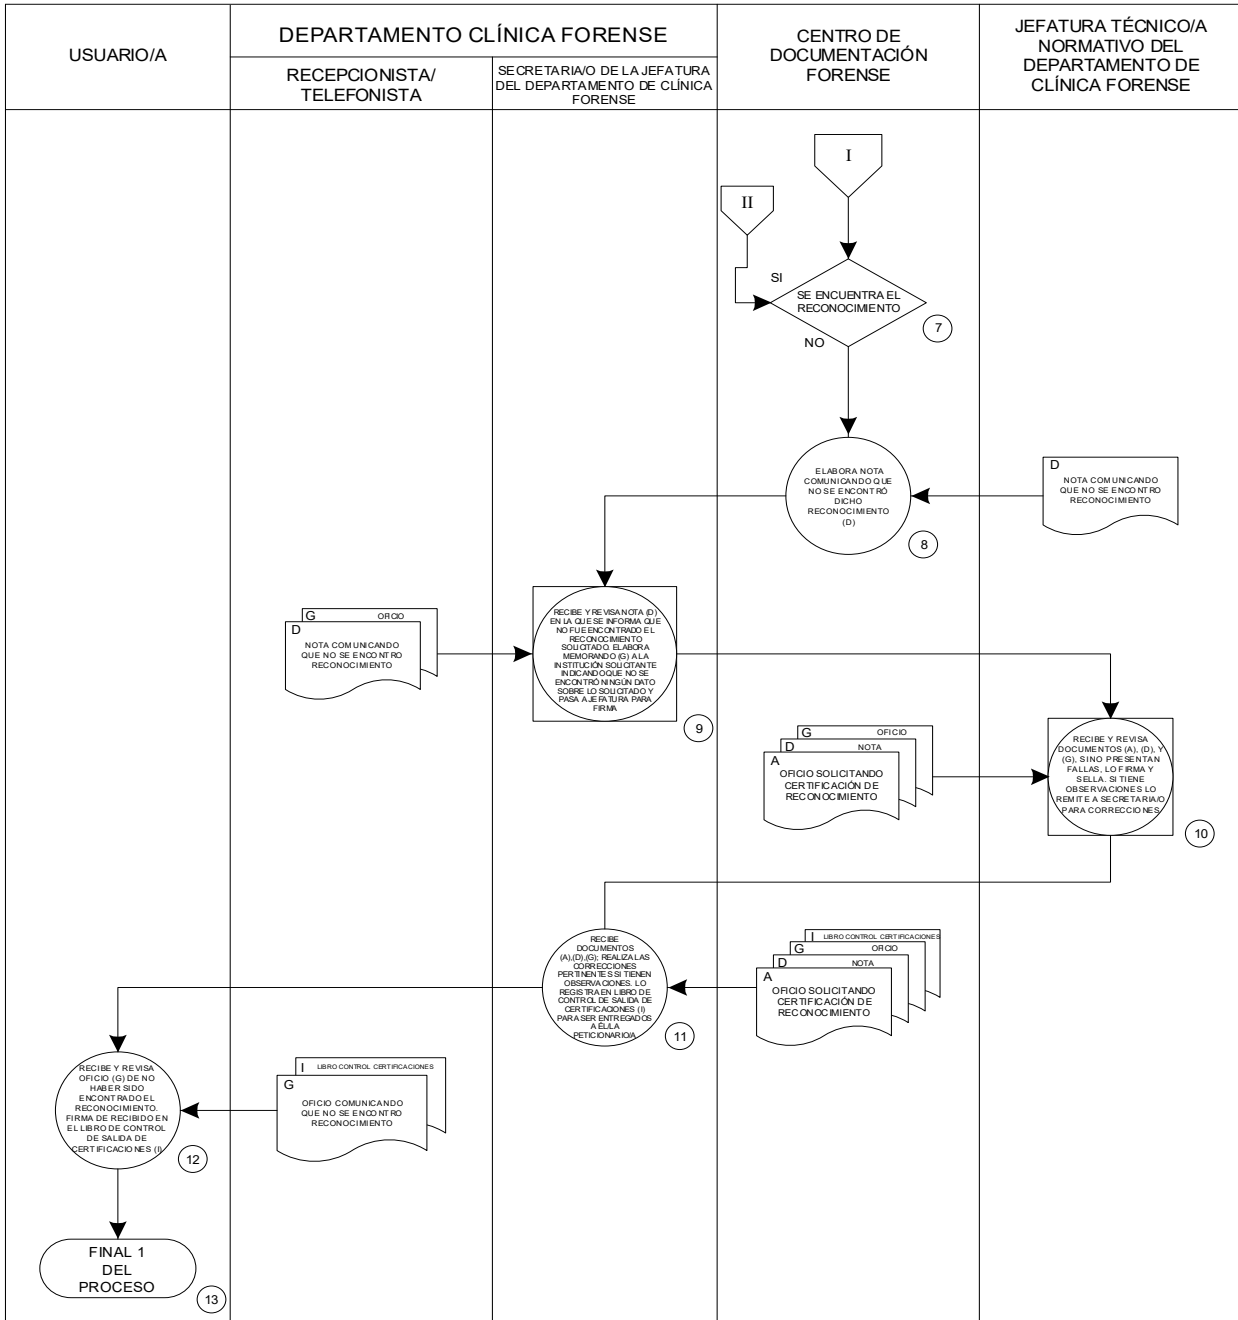 USUARIO/A
DEPARTAMENTO CLÍNICA FORENSE
RECEPCIONISTA/
TELEFONISTA
SECRETARIA/O DE LA JEFATURA
DEL DEPARTAMENTO DE CLÍNICA
FORENSE
CENTRO DE
DOCUMENTACIÓN
FORENSE
JEFATURA TÉCNICO/A
NORMATIVO DEL
DEPARTAMENTO DE
CLÍNICA FORENSE
I
II
SI
SE ENCUENTRA EL
RECONOCIMIENTO
7
NO
ELABORA NOTA
COMUNICANDO QUE
NO SE ENCONTRÓ
DICHO
RECONOCIMIENTO
(D)
8
D
NOTA COMUNICANDO
QUE NO SE ENCONTRO
RECONOCIMIENTO
G OFICIO
D
NOTA COMUNICANDO
QUE NO SE ENCONTRO
RECONOCIMIENTO
RECIBE Y REVISA NOTA (D)
EN LA QUE SE INFORMA QUE
NO FUE ENCONTRADO EL
RECONOCIMIENTO
SOLICITADO. ELABORA
MEMORANDO (G) A LA
INSTITUCIÓN SOLICITANTE
INDICANDO QUE NO SE
ENCONTRÓ NINGÚN DATO
SOBRE LO SOLICITADO Y
PASA A JEFATURA PARA
FIRMA
9
G OFICIO
D NOTA
A
OFICIO SOLICITANDO
CERTIFICACIÓN DE
RECONOCIMIENTO
RECIBE Y REVISA
DOCUMENTOS (A), (D), Y
(G), SI NO PRESENTAN
FALLAS, LO FIRMA Y
SELLA. SI TIENE
OBSERVACIONES LO
REMITE A SECRETARIA/O
PARA CORRECCIONES
10
RECIBE
DOCUMENTOS
(A),(D),(G); REALIZA LAS
CORRECCIONES
PERTINENTES SI TIENEN
OBSERVACIONES. LO
REGISTRA EN LIBRO DE
CONTROL DE SALIDA DE
CERTIFICACIONES (I)
PARA SER ENTREGADOS
A ÉL/LA
PETICIONARIO/A
11
I LIBRO CONTROL CERTIFICACIONES
G OFICIO
D NOTA
A
OFICIO SOLICITANDO
CERTIFICACIÓN DE
RECONOCIMIENTO
RECIBE Y REVISA
OFICIO (G) DE NO
HABER SIDO
ENCONTRADO EL
RECONOCIMIENTO.
FIRMA DE RECIBIDO EN
EL LIBRO DE CONTROL
DE SALIDA DE
CERTIFICACIONES (I)
12
I LIBRO CONTROL CERTIFICACIONES
G
OFICIO COMUNICANDO
QUE NO SE ENCONTRO
RECONOCIMIENTO
FINAL 1
DEL
PROCESO
13